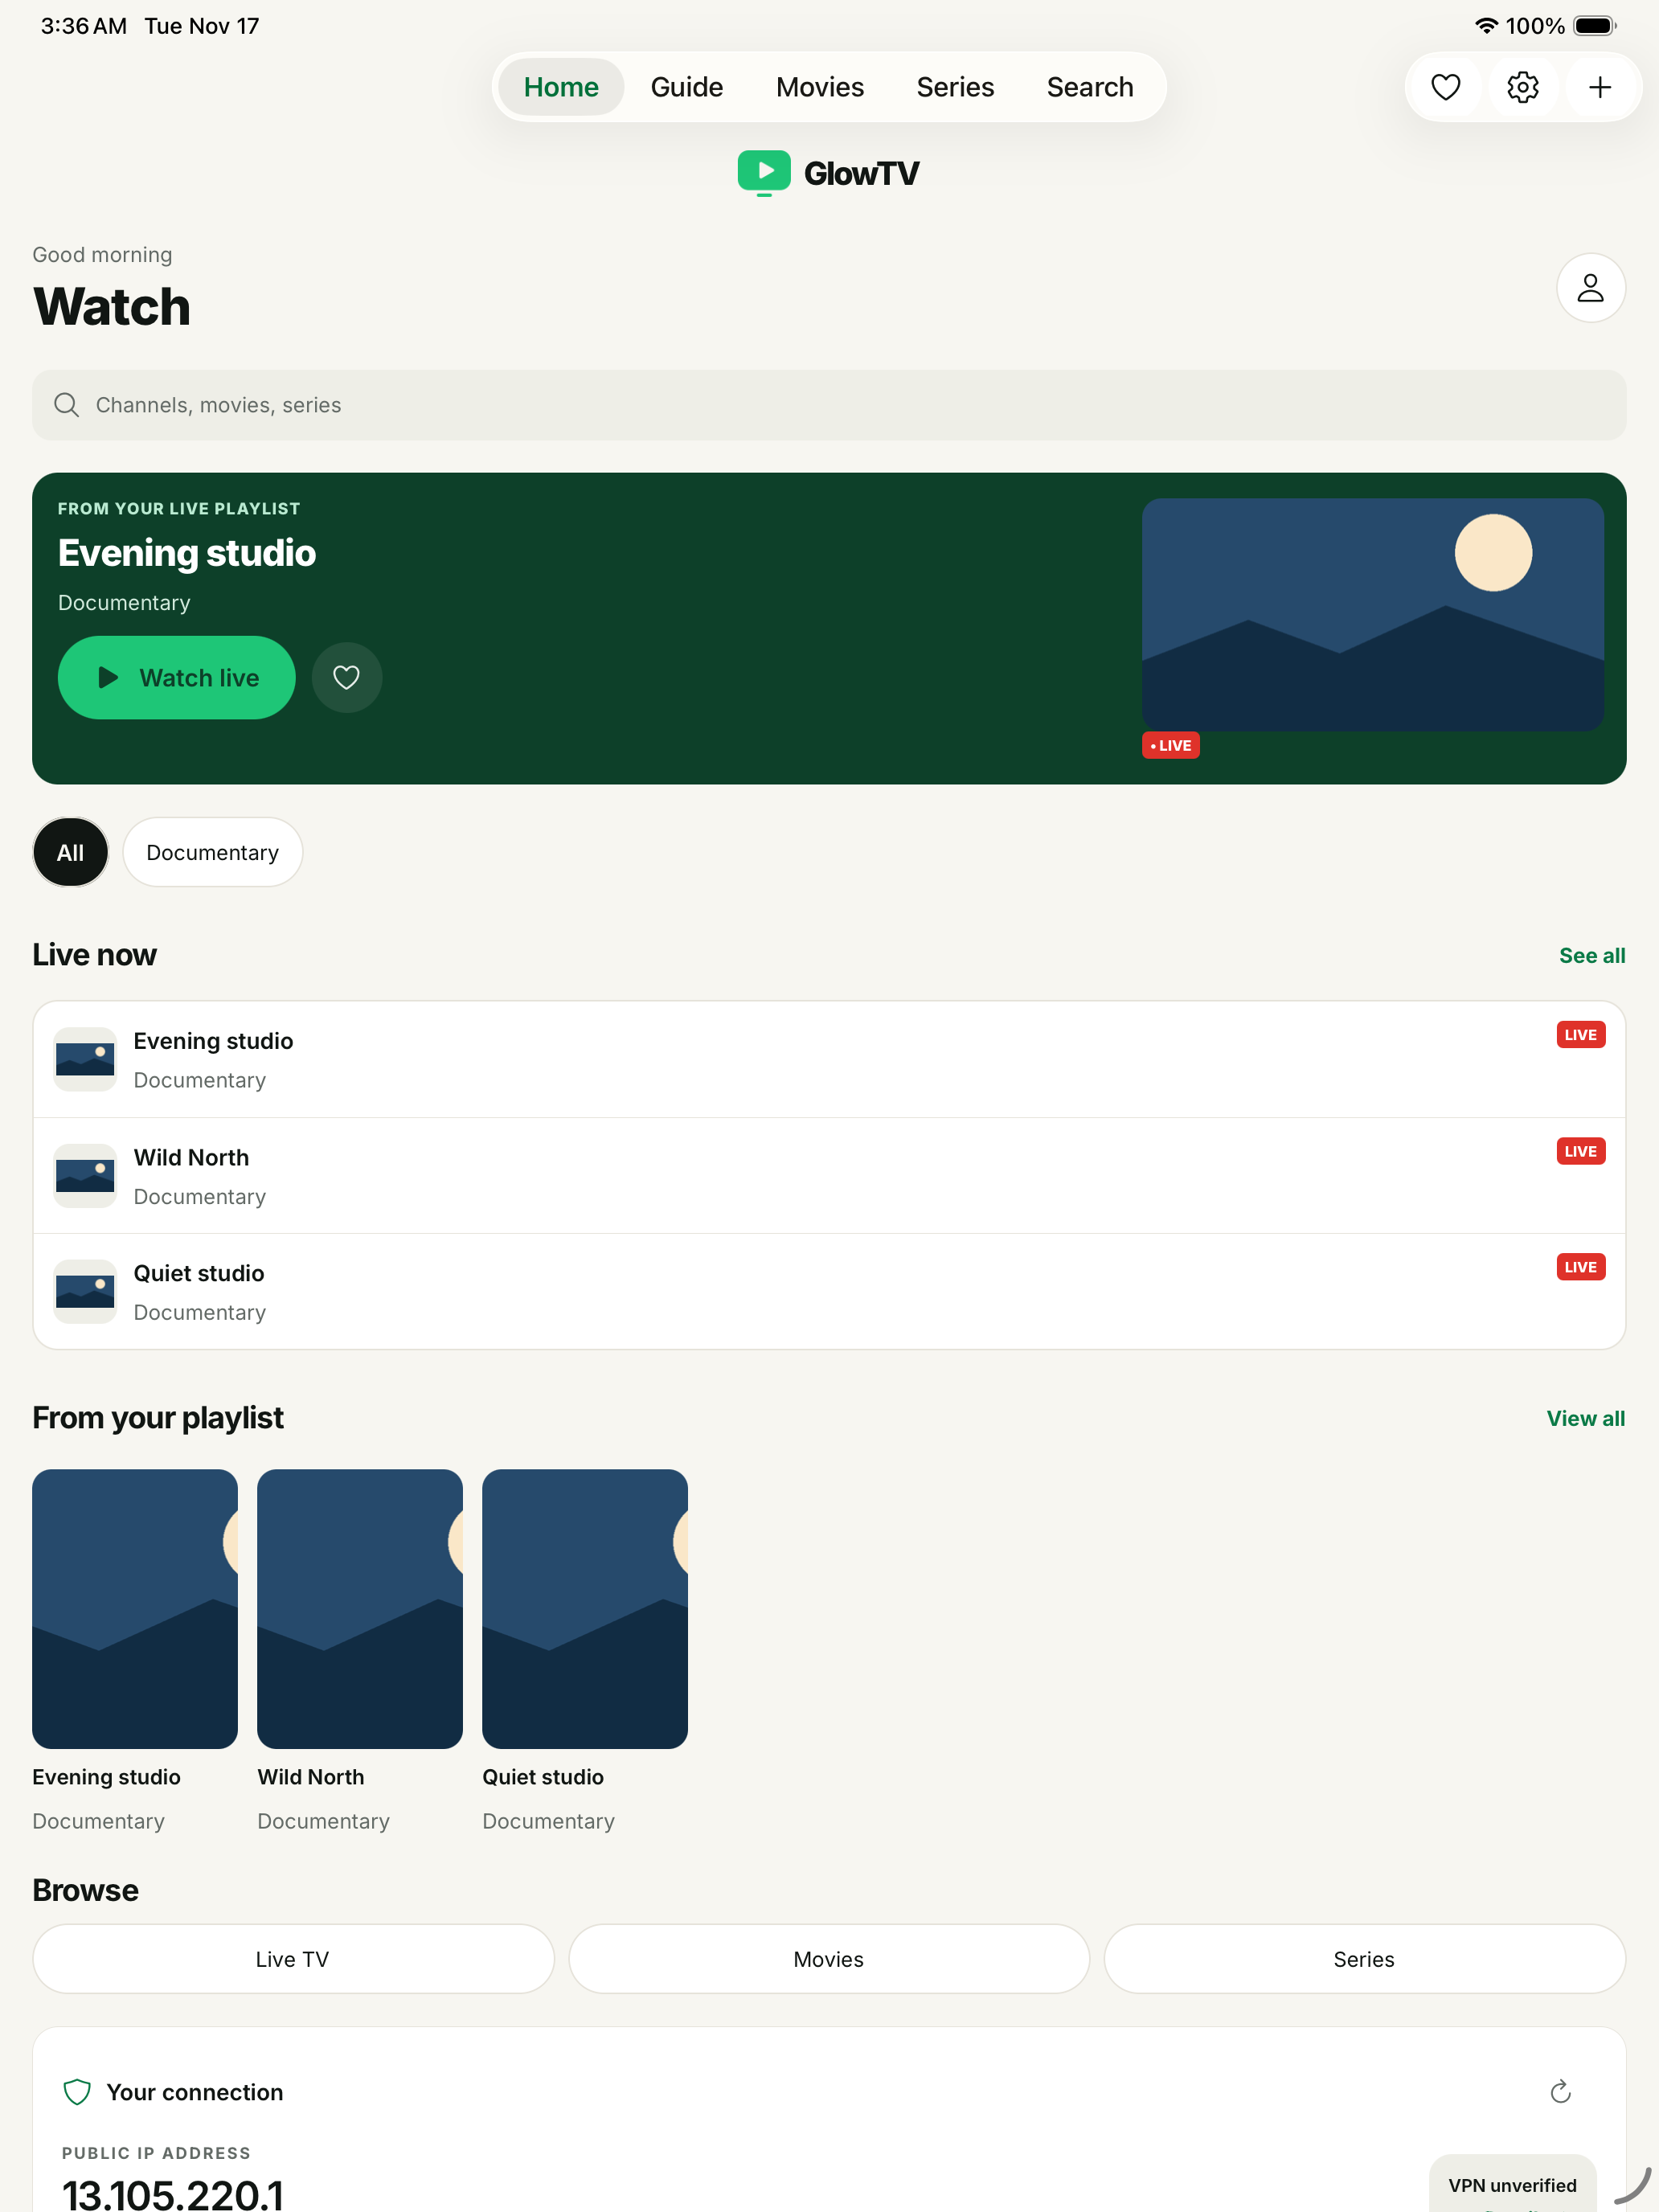 3:36 AM Tue Nov 17
100%
Home Guide Movies Series Search
GlowTV
Good morning
Watch
Channels, movies, series
FROM YOUR LIVE PLAYLIST
Evening studio
Documentary
Watch live
• LIVE
All Documentary
Live now See all
Evening studio LIVE
Documentary
Wild North LIVE
Documentary
Quiet studio LIVE
Documentary
From your playlist View all
Evening studio Wild North Quiet studio
Documentary Documentary Documentary
Browse
Live TV Movies Series
Your connection
PUBLIC IP ADDRESS
13.105.220.1
VPN unverified